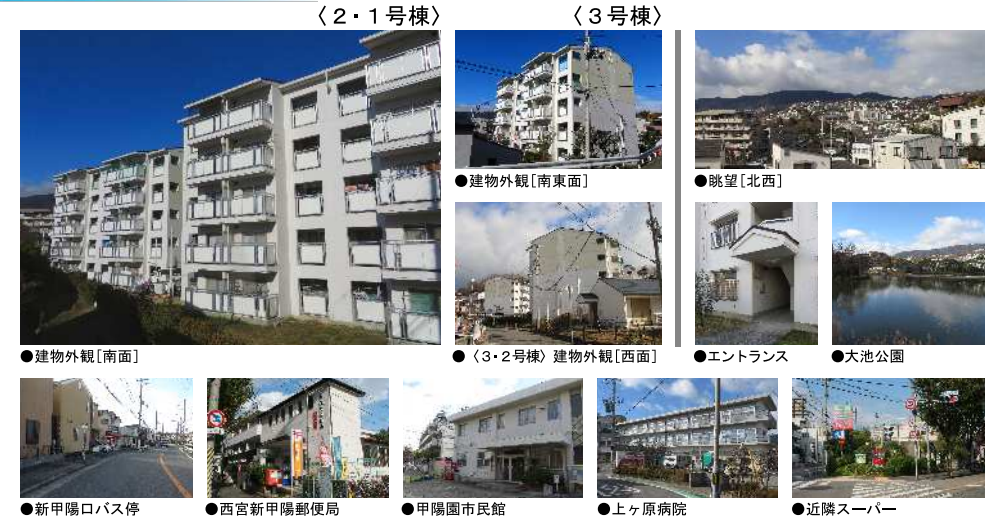 〈2・1号棟〉
〈3号棟〉
●建物外観[南東面]
●眺望[北西]
●建物外観[南面]
●〈3・2号棟〉建物外観[西面]
●エントランス
●大池公園
●新甲陽口バス停
●西宮新甲陽郵便局
●甲陽園市民館
●上ヶ原病院
●近隣スーパー